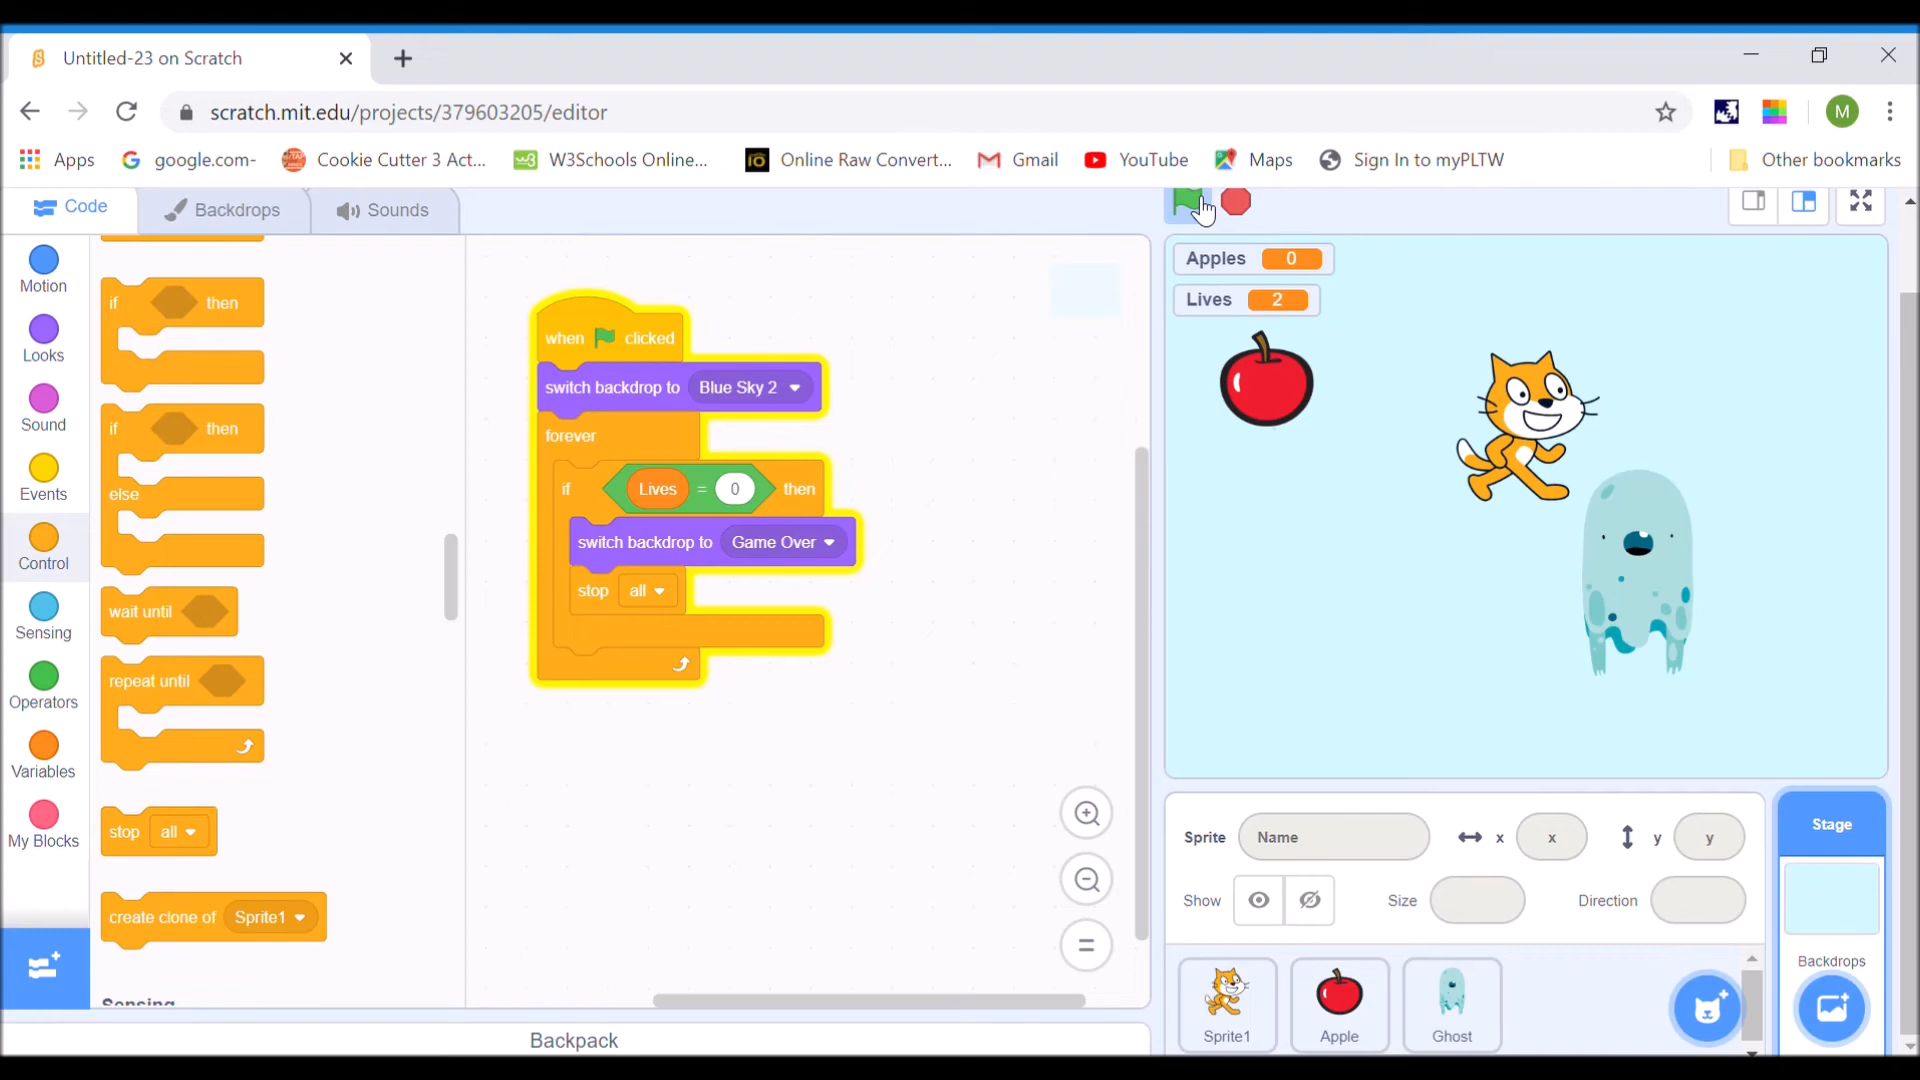 Untitled-23 on Scratch
scratch.mit.edu/projects/379603205/editor
M
Apps
google.com-
Cookie Cutter 3 Act...
W3Schools Online...
Online Raw Convert...
Gmail
YouTube
Maps
Sign In to myPLTW
Other bookmarks
Code
Backdrops
Sounds
Motion
Looks
Sound
Events
Control
Sensing
Operators
Variables
My Blocks
if then
if then
else
wait until
repeat until
stop all
create clone of Sprite1
Sensing
when clicked
switch backdrop to Blue Sky 2
forever
if Lives = 0 then
switch backdrop to Game Over
stop all
Backpack
Apples 0
Lives 2
Sprite Name x x y y
Show Size Direction
Sprite1
Apple
Ghost
Stage
Backdrops